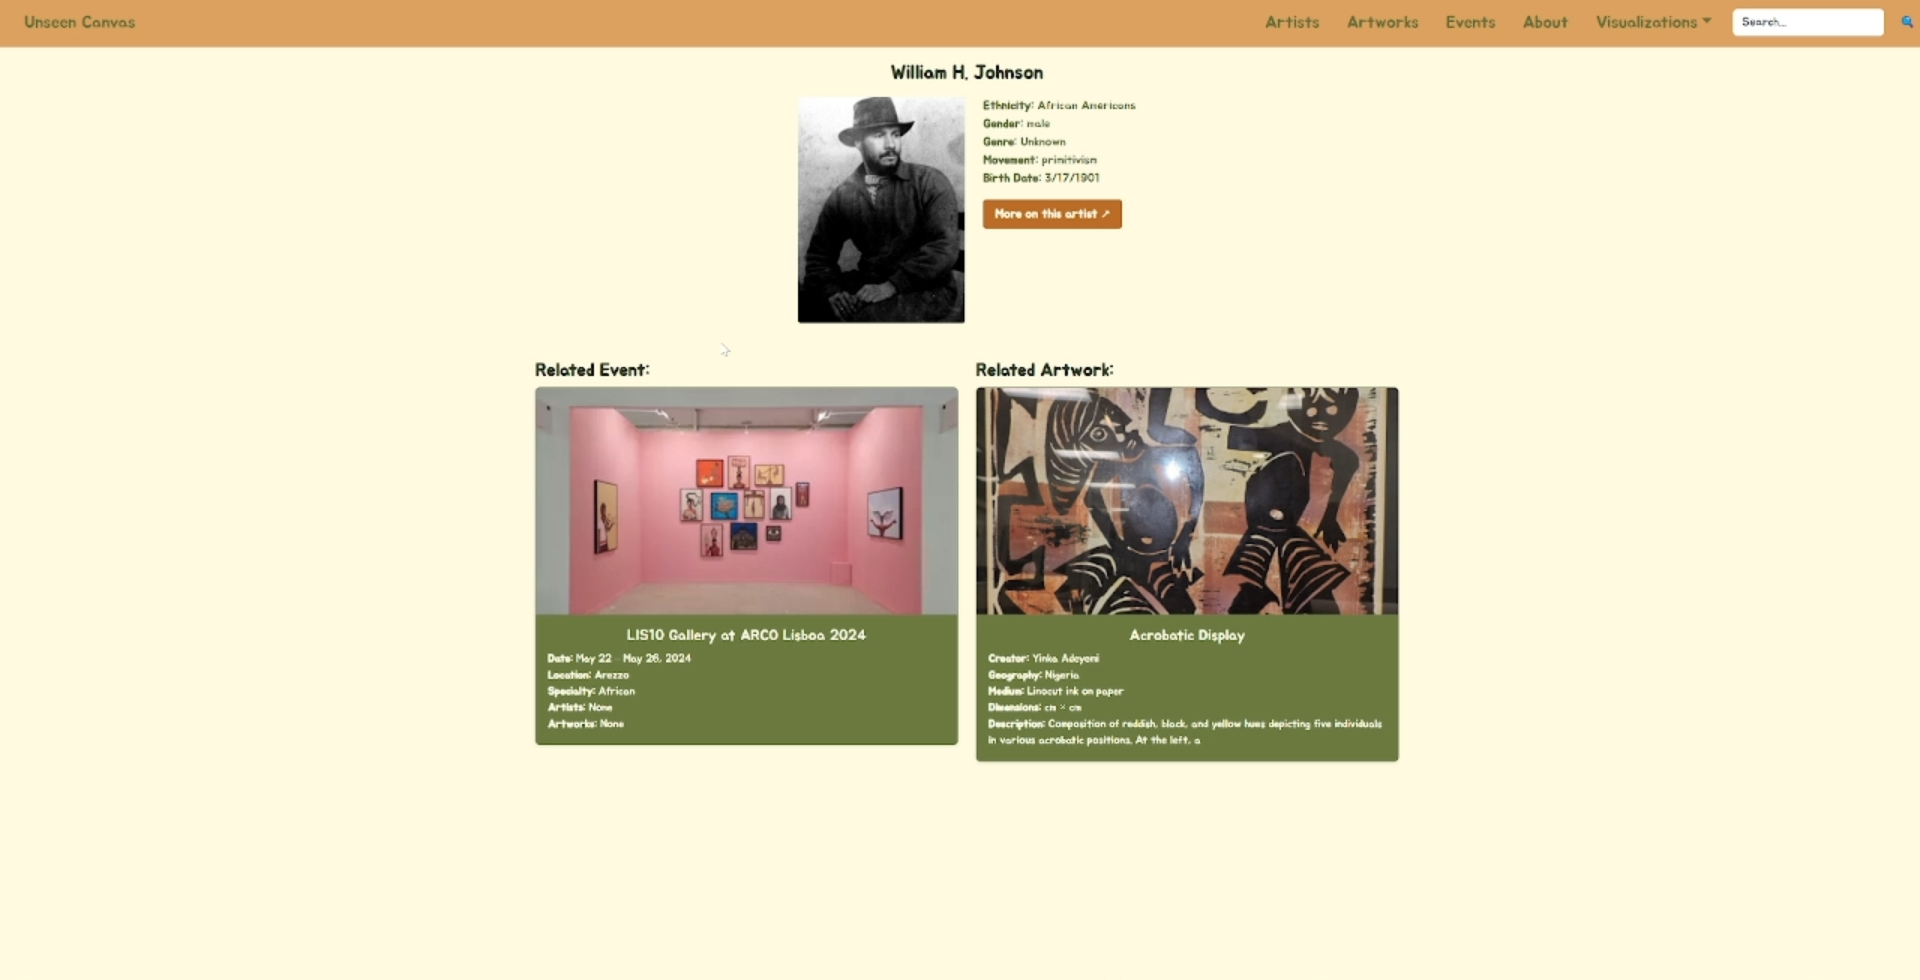 Unseen Canvas
Artists Artworks Events About Visualizations Search...
William H. Johnson
Ethnicity: African Americans
Gender: male
Genre: Unknown
Movement: primitivism
Birth Date: 3/17/1901
More on this artist ↗
Related Event:
LIS10 Gallery at ARCO Lisboa 2024
Date: May 22 - May 26, 2024
Location: Arezzo
Specialty: African
Artists: None
Artworks: None
Related Artwork:
Acrobatic Display
Creator: Yinka Adeyemi
Geography: Nigeria
Medium: Linocut ink on paper
Dimensions: cm × cm
Description: Composition of reddish, black, and yellow hues depicting five individuals
in various acrobatic positions. At the left, a